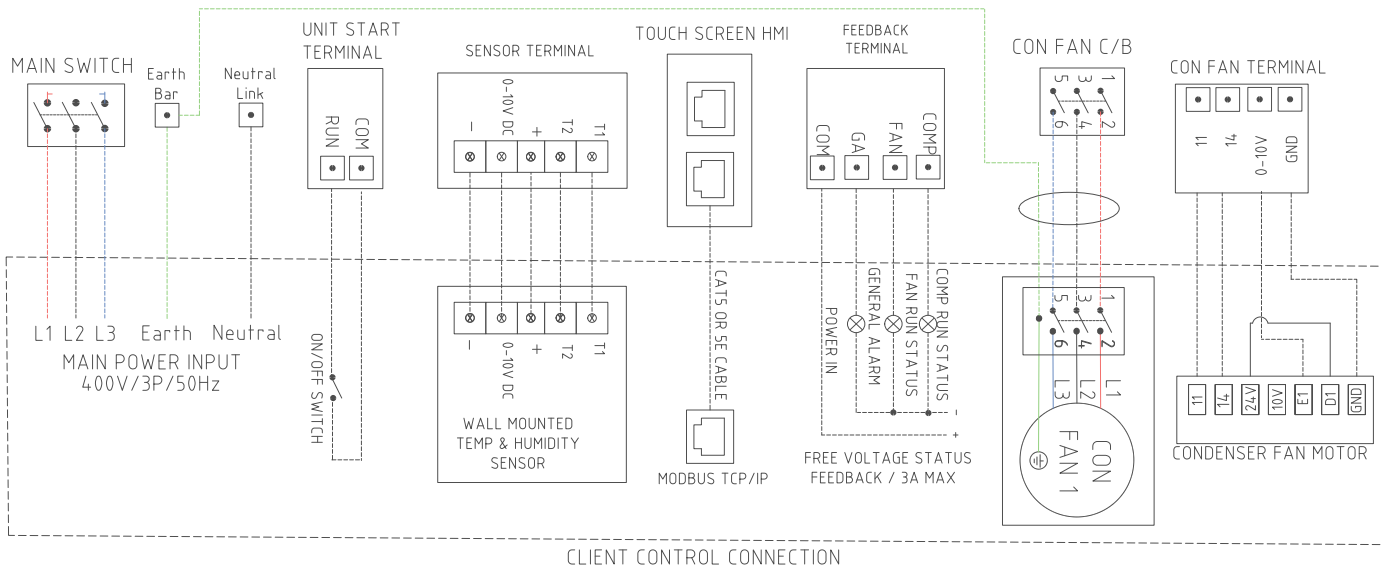 MAIN SWITCH
Earth
Bar
Neutral
Link
UNIT START
TERMINAL
RUN
COM
SENSOR TERMINAL
-
0-10V DC
+
T2
T1
TOUCH SCREEN HMI
FEEDBACK
TERMINAL
COM
GA
FAN
COMP
CON FAN C/B
5
3
1
6
4
2
CON FAN TERMINAL
11
14
0-10V
GND
L1 L2 L3
Earth
Neutral
MAIN POWER INPUT
400V/3P/50Hz
ON/OFF SWITCH
-
0-10V DC
+
T2
T1
WALL MOUNTED
TEMP & HUMIDITY
SENSOR
CAT5 OR 5E CABLE
MODBUS TCP/IP
POWER IN
GENERAL ALARM
FAN RUN STATUS
COMP RUN STATUS
-
+
FREE VOLTAGE STATUS
FEEDBACK / 3A MAX
5
3
1
6
4
2
L3
L2
L1
CON
FAN 1
11
14
24V
10V
E1
D1
GND
CONDENSER FAN MOTOR
CLIENT CONTROL CONNECTION